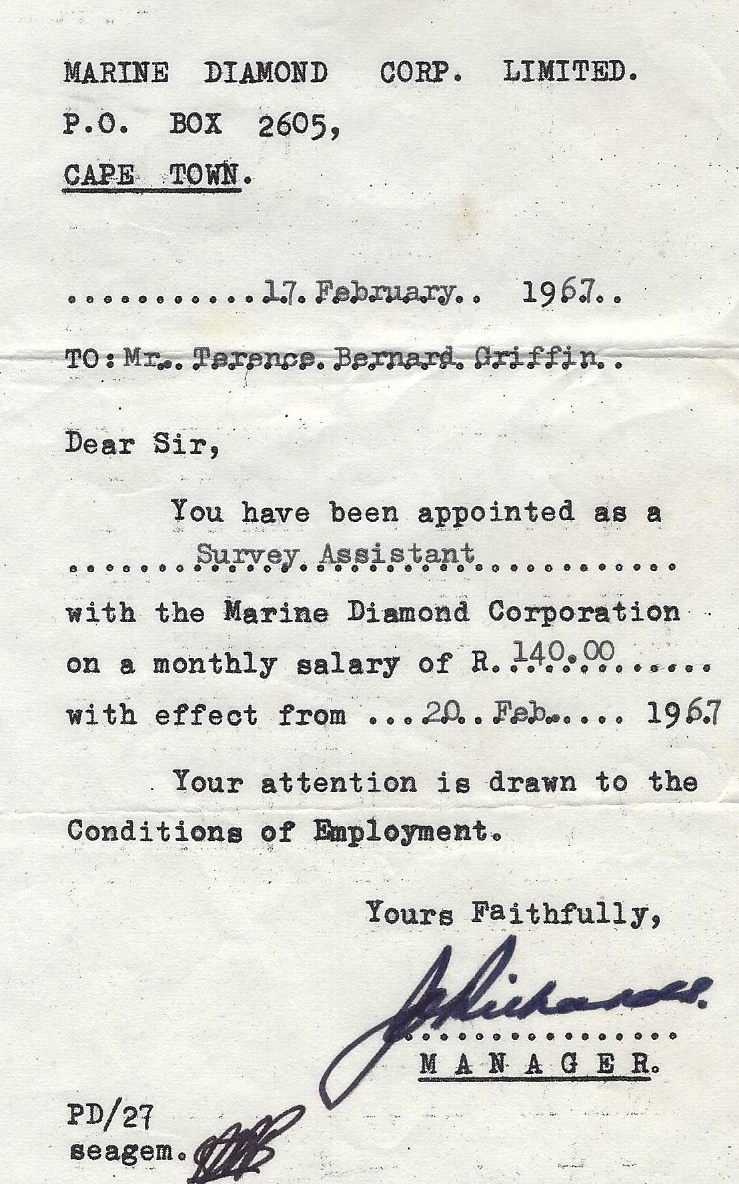 MARINE DIAMOND CORP. LIMITED.
P.O. BOX 2605,
CAPE TOWN.
...........17. February.. 1967..
TO: Mr... Terence. Bernard. Griffin..
Dear Sir,
You have been appointed as a
........Survey. Assistant..................
with the Marine Diamond Corporation
on a monthly salary of R. 140.00......
with effect from ...20..Feb...... 1967
Your attention is drawn to the
Conditions of Employment.
Yours Faithfully,
................
MANAGER.
PD/27
seagem.